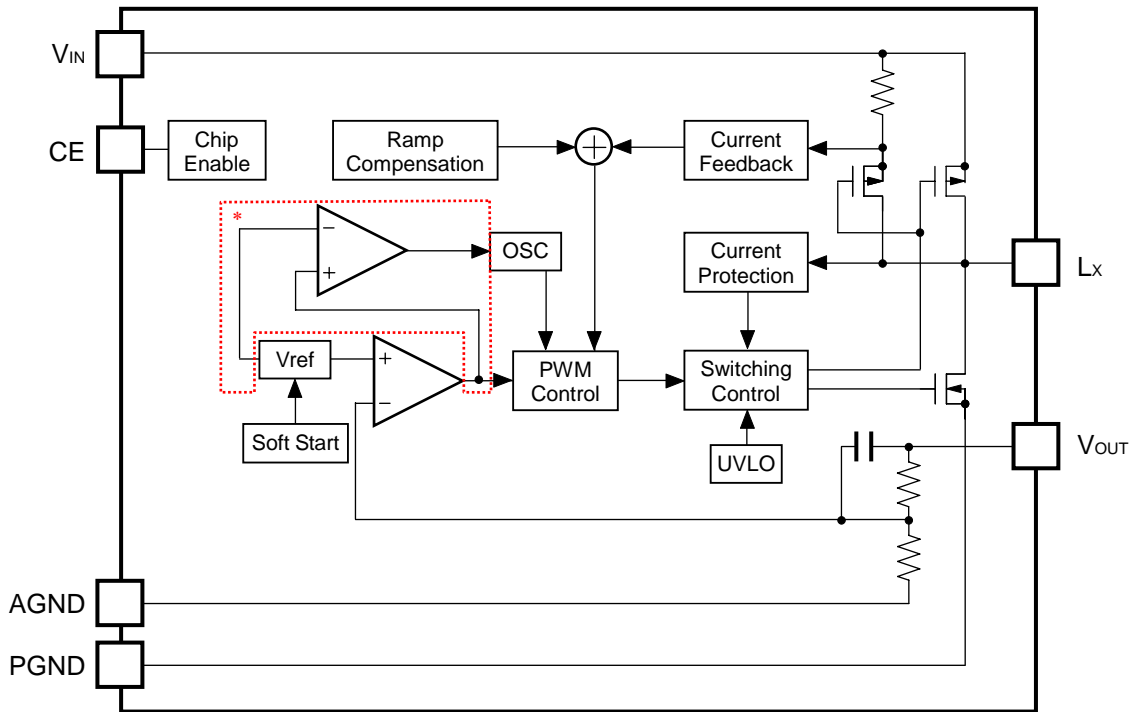 VIN
CE
Chip
Enable
Ramp
Compensation
+
Current
Feedback
*
−
+
OSC
Current
Protection
LX
Vref
+
−
PWM
Control
Switching
Control
Soft Start
UVLO
VOUT
AGND
PGND